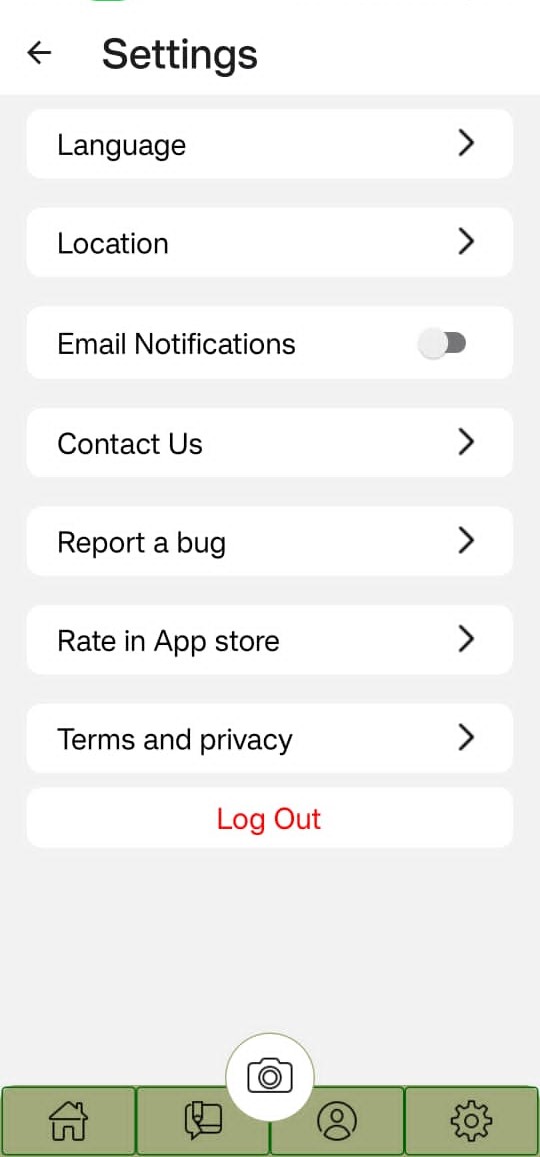 Settings
Language
Location
Email Notifications
Contact Us
Report a bug
Rate in App store
Terms and privacy
Log Out